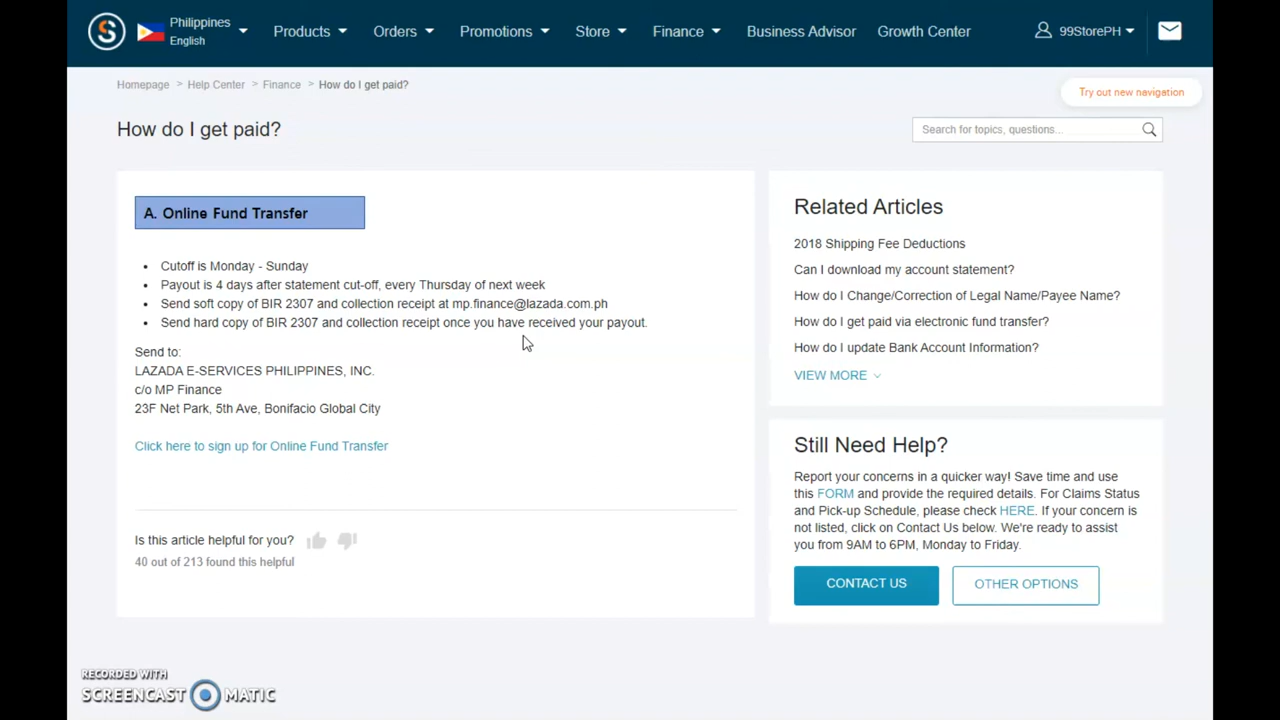 Philippines
English
Products
Orders
Promotions
Store
Finance
Business Advisor
Growth Center
99StorePH
Homepage > Help Center > Finance > How do I get paid?
Try out new navigation
How do I get paid?
Search for topics, questions...
A. Online Fund Transfer
• Cutoff is Monday - Sunday
• Payout is 4 days after statement cut-off, every Thursday of next week
• Send soft copy of BIR 2307 and collection receipt at mp.finance@lazada.com.ph
• Send hard copy of BIR 2307 and collection receipt once you have received your payout.
Send to:
LAZADA E-SERVICES PHILIPPINES, INC.
c/o MP Finance
23F Net Park, 5th Ave, Bonifacio Global City
Click here to sign up for Online Fund Transfer
Is this article helpful for you?
40 out of 213 found this helpful
Related Articles
2018 Shipping Fee Deductions
Can I download my account statement?
How do I Change/Correction of Legal Name/Payee Name?
How do I get paid via electronic fund transfer?
How do I update Bank Account Information?
VIEW MORE
Still Need Help?
Report your concerns in a quicker way! Save time and use
this FORM and provide the required details. For Claims Status
and Pick-up Schedule, please check HERE. If your concern is
not listed, click on Contact Us below. We're ready to assist
you from 9AM to 6PM, Monday to Friday.
CONTACT US
OTHER OPTIONS
RECORDED WITH
SCREENCAST MATIC